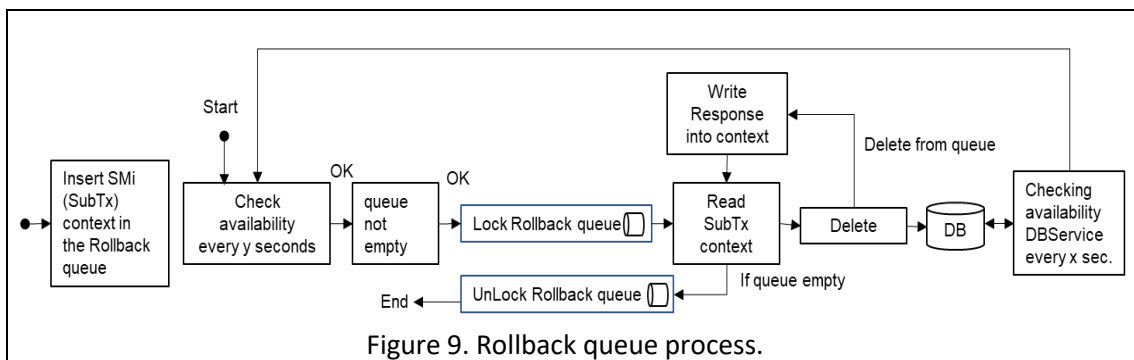 Start
Insert SMi
(SubTx)
context in
the Rollback
queue
Check
availability
every y seconds
OK
queue
not
empty
OK
Lock Rollback queue
Write
Response
into context
Delete from queue
Read
SubTx
context
Delete
DB
Checking
availability
DBService
every x sec.
If queue empty
UnLock Rollback queue
End
Figure 9. Rollback queue process.